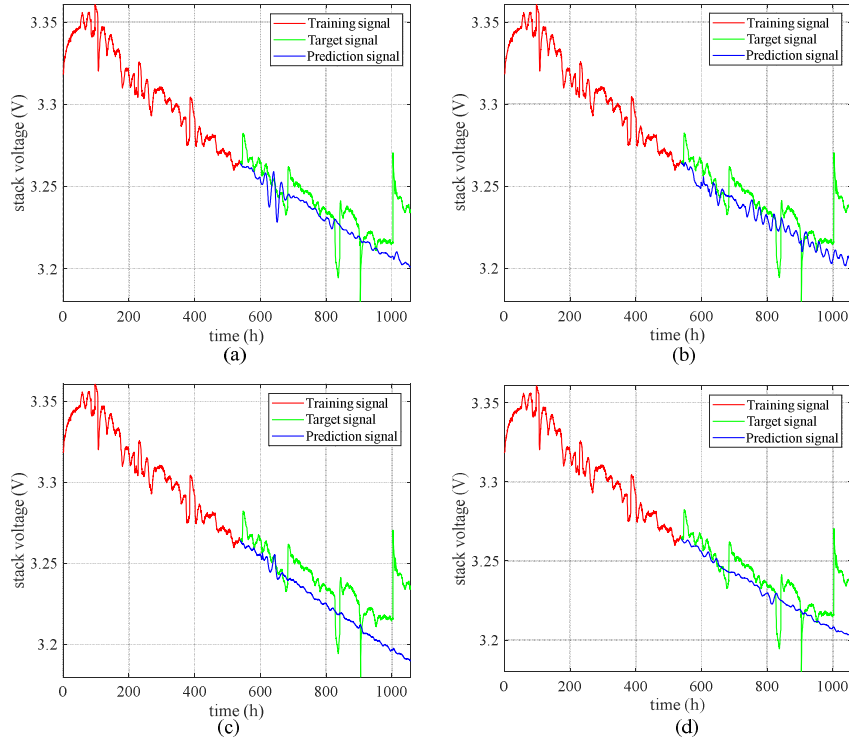 3.35
3.3
3.25
3.2
stack voltage (V)
Training signal
Target signal
Prediction signal
0 200 400 600 800 1000
time (h)
(a)
3.35
3.3
3.25
3.2
stack voltage (V)
Training signal
Target signal
Prediction signal
0 200 400 600 800 1000
time (h)
(b)
3.35
3.3
3.25
3.2
stack voltage (V)
Training signal
Target signal
Prediction signal
0 200 400 600 800 1000
time (h)
(c)
3.35
3.3
3.25
3.2
stack voltage (V)
Training signal
Target signal
Prediction signal
0 200 400 600 800 1000
time (h)
(d)